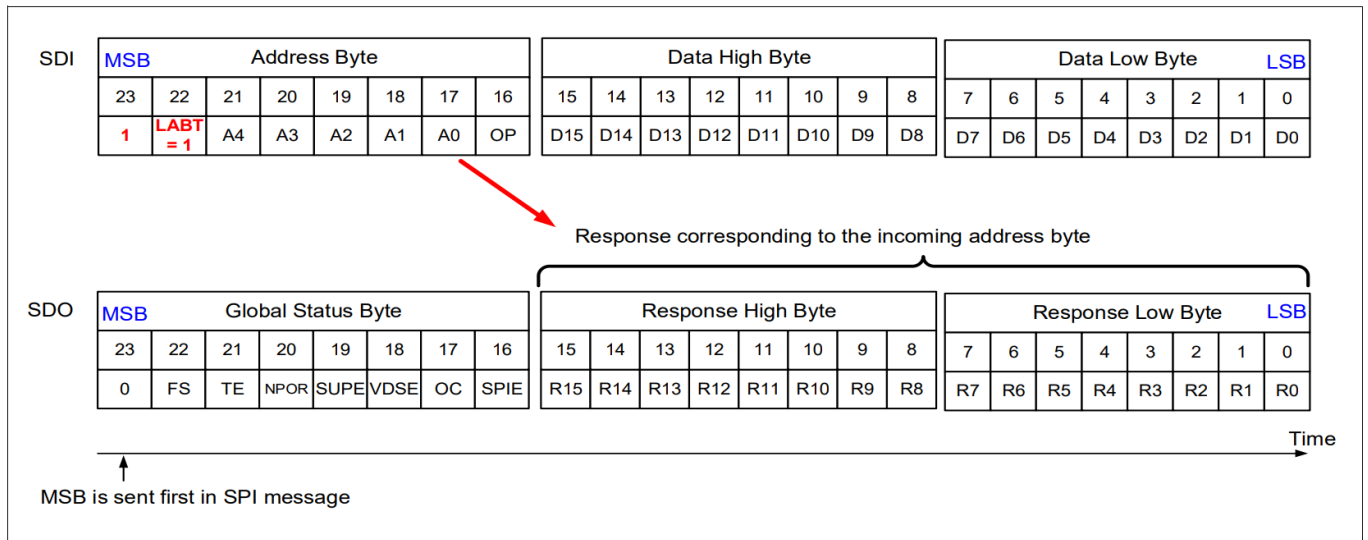 SDI MSB Address Byte Data High Byte Data Low Byte LSB
23 22 21 20 19 18 17 16 15 14 13 12 11 10 9 8 7 6 5 4 3 2 1 0
1 LABT = 1 A4 A3 A2 A1 A0 OP D15 D14 D13 D12 D11 D10 D9 D8 D7 D6 D5 D4 D3 D2 D1 D0
Response corresponding to the incoming address byte
SDO MSB Global Status Byte Response High Byte Response Low Byte LSB
23 22 21 20 19 18 17 16 15 14 13 12 11 10 9 8 7 6 5 4 3 2 1 0
0 FS TE NPOR SUPE VDSE OC SPIE R15 R14 R13 R12 R11 R10 R9 R8 R7 R6 R5 R4 R3 R2 R1 R0
Time
MSB is sent first in SPI message